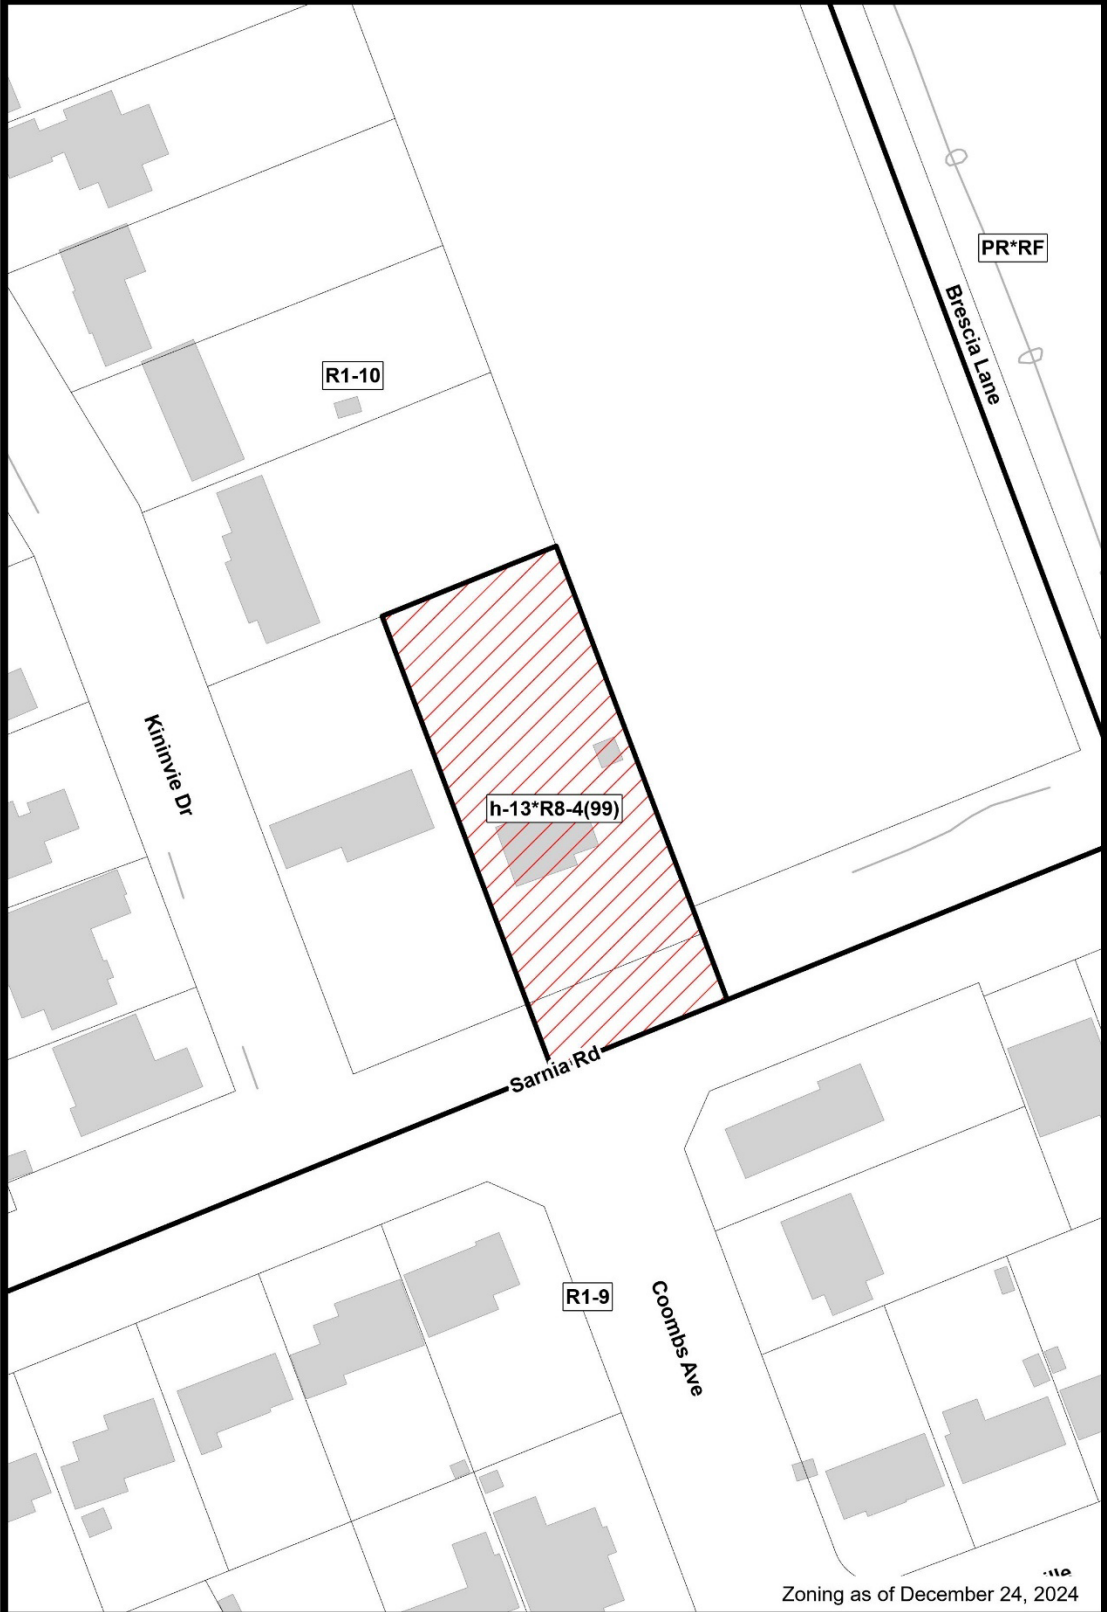 PR*RF
Brescia Lane
R1-10
Kininvie Dr
h-13*R8-4(99)
Sarnia Rd
R1-9
Coombs Ave
Zoning as of December 24, 2024